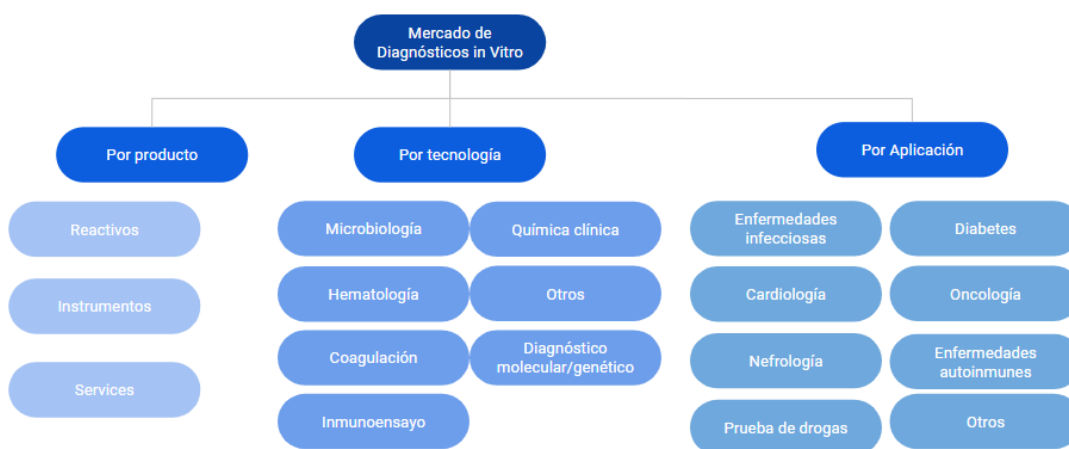 Mercado de
Diagnósticos in Vitro
Por producto
Por tecnología
Por Aplicación
Reactivos
Instrumentos
Services
Microbiología
Química clínica
Hematología
Otros
Coagulación
Diagnóstico
molecular/genético
Inmunoensayo
Enfermedades
infecciosas
Diabetes
Cardiología
Oncología
Nefrología
Enfermedades
autoinmunes
Prueba de drogas
Otros